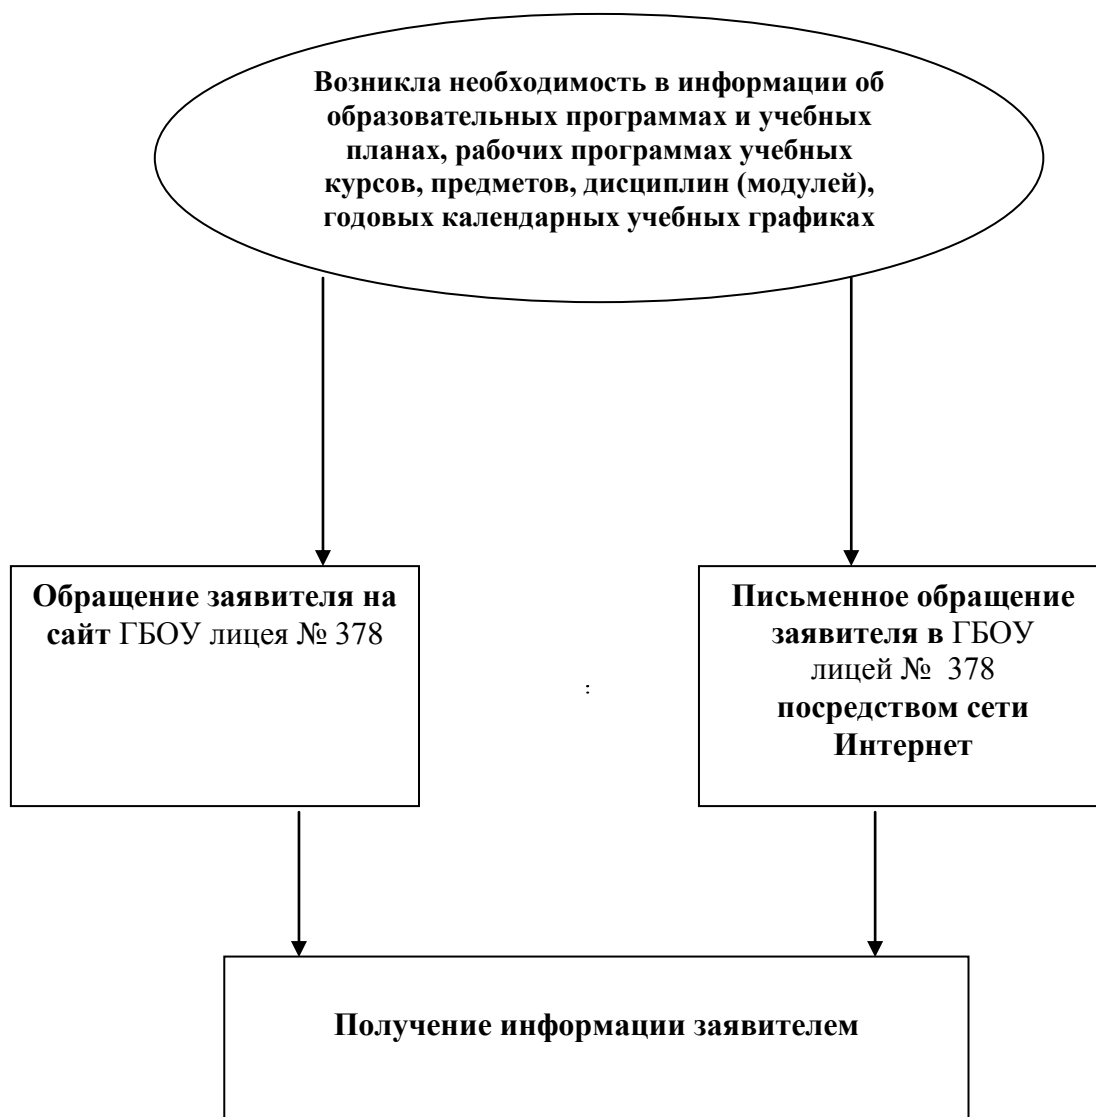 Возникла необходимость в информации об
образовательных программах и учебных
планах, рабочих программах учебных
курсов, предметов, дисциплин (модулей),
годовых календарных учебных графиках
Обращение заявителя на
сайт ГБОУ лицея № 378
Письменное обращение
заявителя в ГБОУ
лицей № 378
посредством сети
Интернет
:
Получение информации заявителем